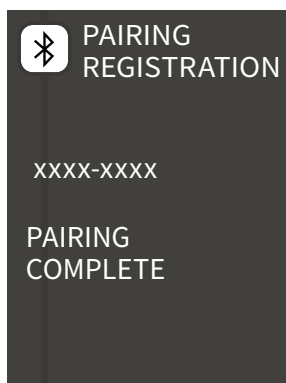 PAIRING
REGISTRATION
xxxx-xxxx
PAIRING
COMPLETE